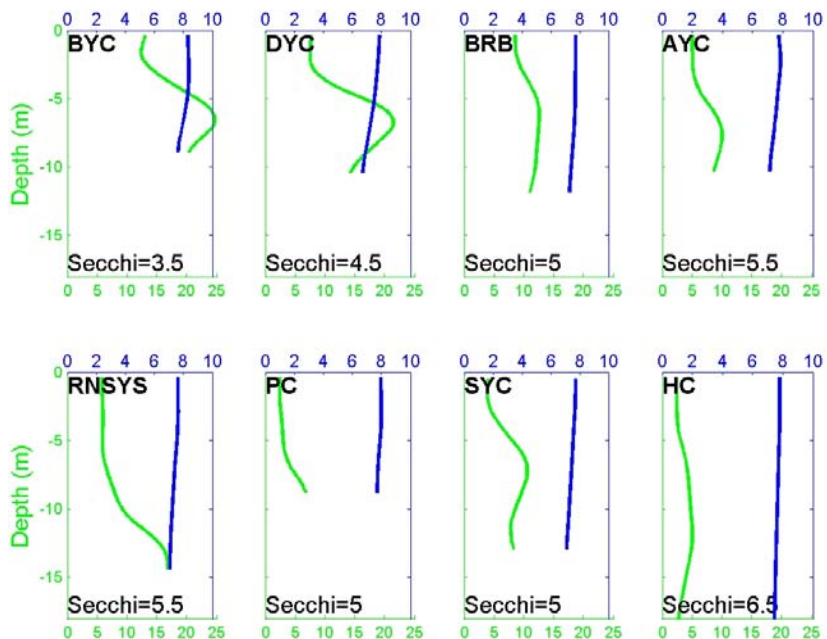 0 2 4 6 8 10 0 2 4 6 8 10 0 2 4 6 8 10 0 2 4 6 8 10
0
BYC DYC BRB AYC
-5
Depth (m)
-10
-15
Secchi=3.5 Secchi=4.5 Secchi=5 Secchi=5.5
0 5 10 15 20 25 0 5 10 15 20 25 0 5 10 15 20 25 0 5 10 15 20 25
0 2 4 6 8 10 0 2 4 6 8 10 0 2 4 6 8 10 0 2 4 6 8 10
0
RNSYS PC SYC HC
-5
Depth (m)
-10
-15
Secchi=5.5 Secchi=5 Secchi=5 Secchi=6.5
0 5 10 15 20 25 0 5 10 15 20 25 0 5 10 15 20 25 0 5 10 15 20 25